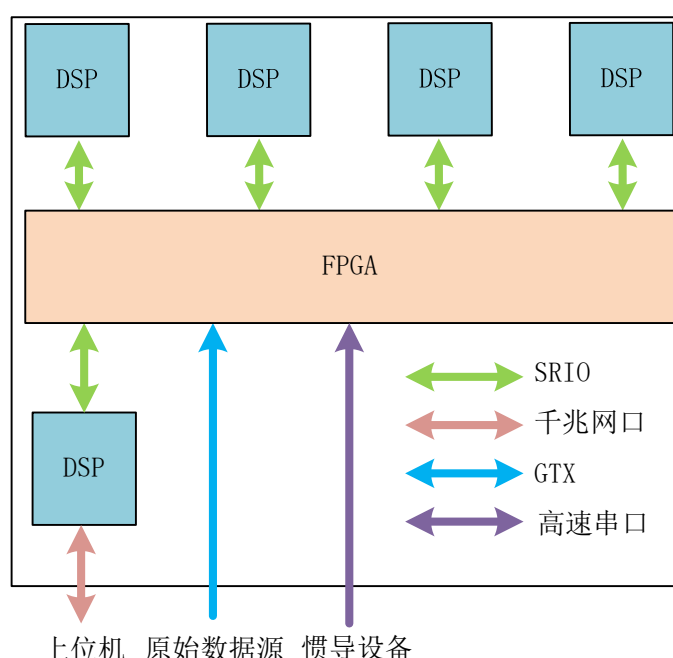 DSP DSP DSP DSP
FPGA
SRIO
千兆网口
DSP
GTX
高速串口
上位机 原始数据源 惯导设备